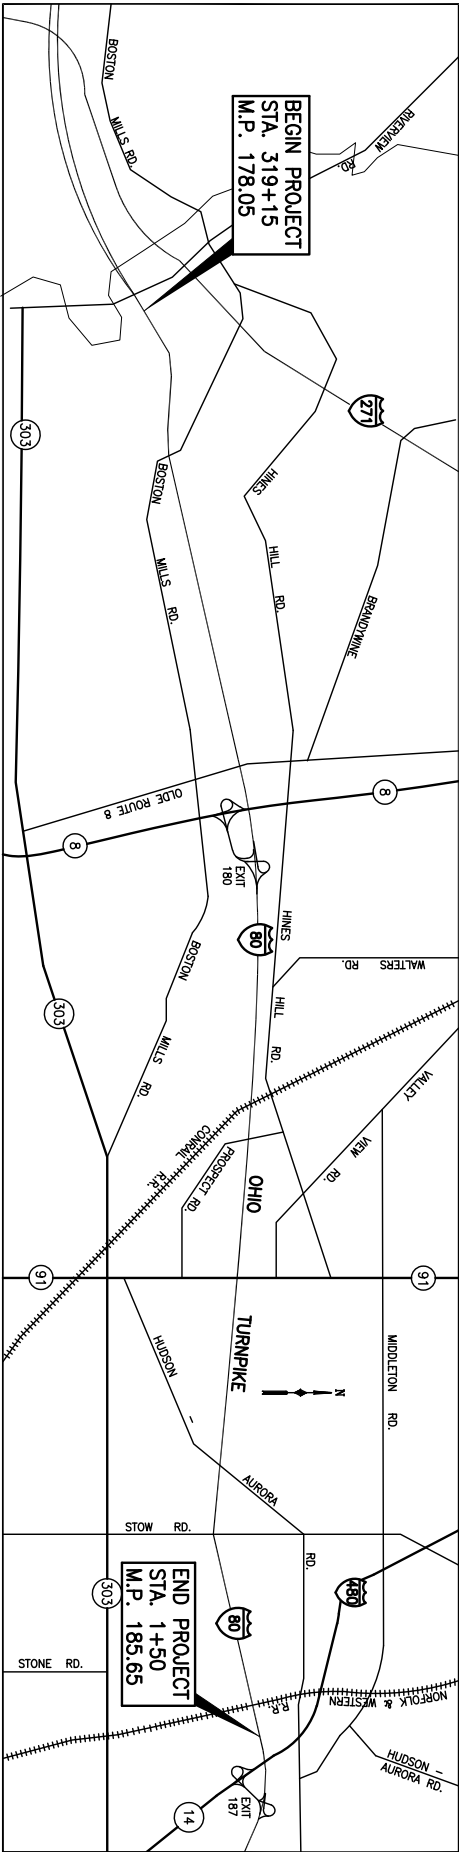 BOSTON
MILLS RD.
BEGIN PROJECT
STA. 319+15
M.P. 178.05
RIVERVIEW
RD.
303
271
BOSTON
MILLS RD.
HINES
HILL RD.
BRANDYWINE
OLDE ROUTE 8
8
8
EXIT
180
80
HINES
HILL RD.
WALTERS RD.
BOSTON
MILLS RD.
303
CONRAIL
R.R.
PROSPECT RD.
VALLEY
VIEW RD.
OHIO
TURNPIKE
91
91
N
MIDDLETON RD.
HUDSON
–
AURORA
RD.
STOW RD.
480
END PROJECT
STA. 1+50
M.P. 185.65
80
303
STONE RD.
NORFOLK & WESTERN
R.R.
HUDSON –
AURORA RD.
EXIT
187
14